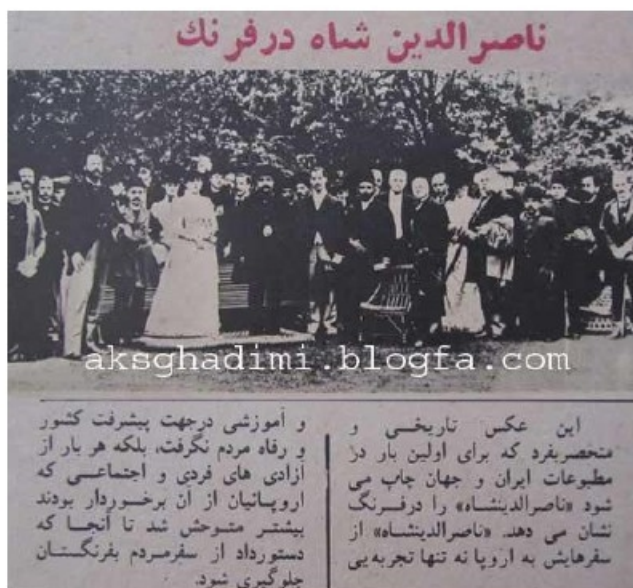 ناصرالدین شاه درفرنک
aksghadimi.blogfa.com
این عکس تاریخی و
منحصربفرد که برای اولین بار در
مطبوعات ایران و جهان چاپ می
شود «ناصرالدینشاه» را درفرنگ
نشان می دهد. «ناصرالدینشاه» از
سفرهایش به اروپا نه تنها تجربه یی
و آموزشی درجهت پیشرفت کشور
و رفاه مردم نگرفت، بلکه هر بار از
آزادی های فردی و اجتماعی که
اروپائیان از آن برخوردار بودند
بیشتر متوحش شد تا آنجا که
دستورداد از سفرمردم بفرنگستان
جلوگیری شود.